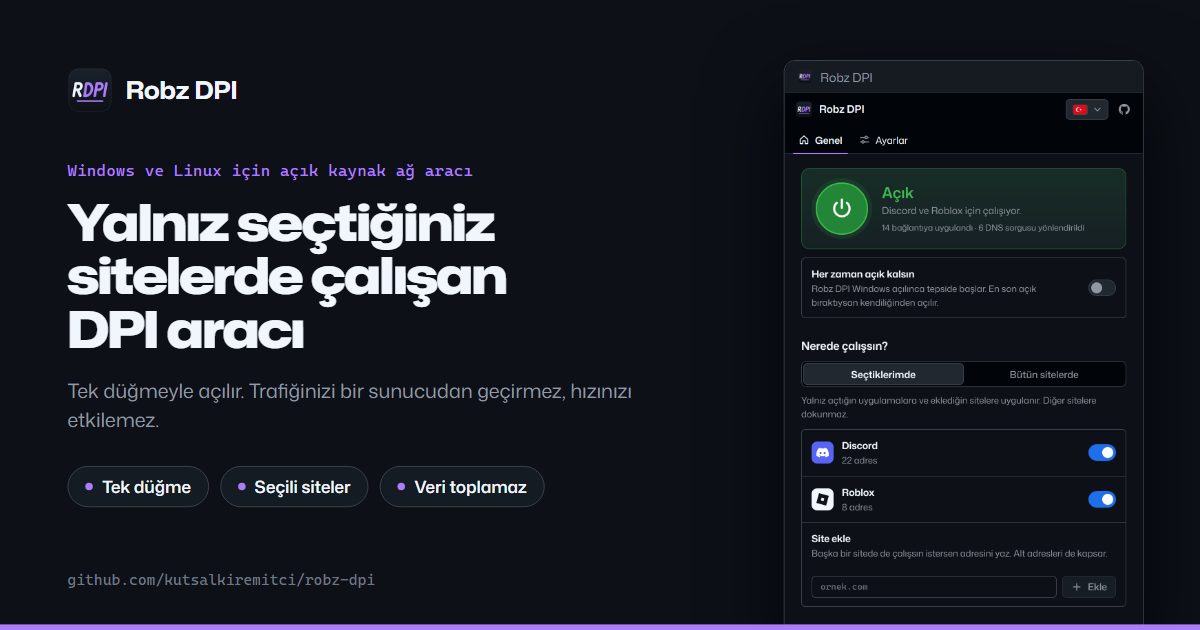 RDPI Robz DPI
Windows ve Linux için açık kaynak ağ aracı
Yalnız seçtiğiniz
sitelerde çalışan
DPI aracı
Tek düğmeyle açılır. Trafiğinizi bir sunucudan geçirmez, hızınızı
etkilemez.
Tek düğme
Seçili siteler
Veri toplamaz
github.com/kutsalkiremitci/robz-dpi
RDPI Robz DPI
RDPI Robz DPI
Genel
Ayarlar
Açık
Discord ve Roblox için çalışıyor.
14 bağlantıya uygulandı · 6 DNS sorgusu yönlendirildi
Her zaman açık kalsın
Robz DPI Windows açılınca tepside başlar. En son açık
bıraktıysan kendiliğinden açılır.
Nerede çalışsın?
Seçtiklerimde
Bütün sitelerde
Yalnız açtığın uygulamalara ve eklediğin sitelere uygulanır. Diğer sitelere
dokunmaz.
Discord
22 adres
Roblox
8 adres
Site ekle
Başka bir sitede de çalışsın istersen adresini yaz. Alt adresleri de kapsar.
ornek.com
+ Ekle